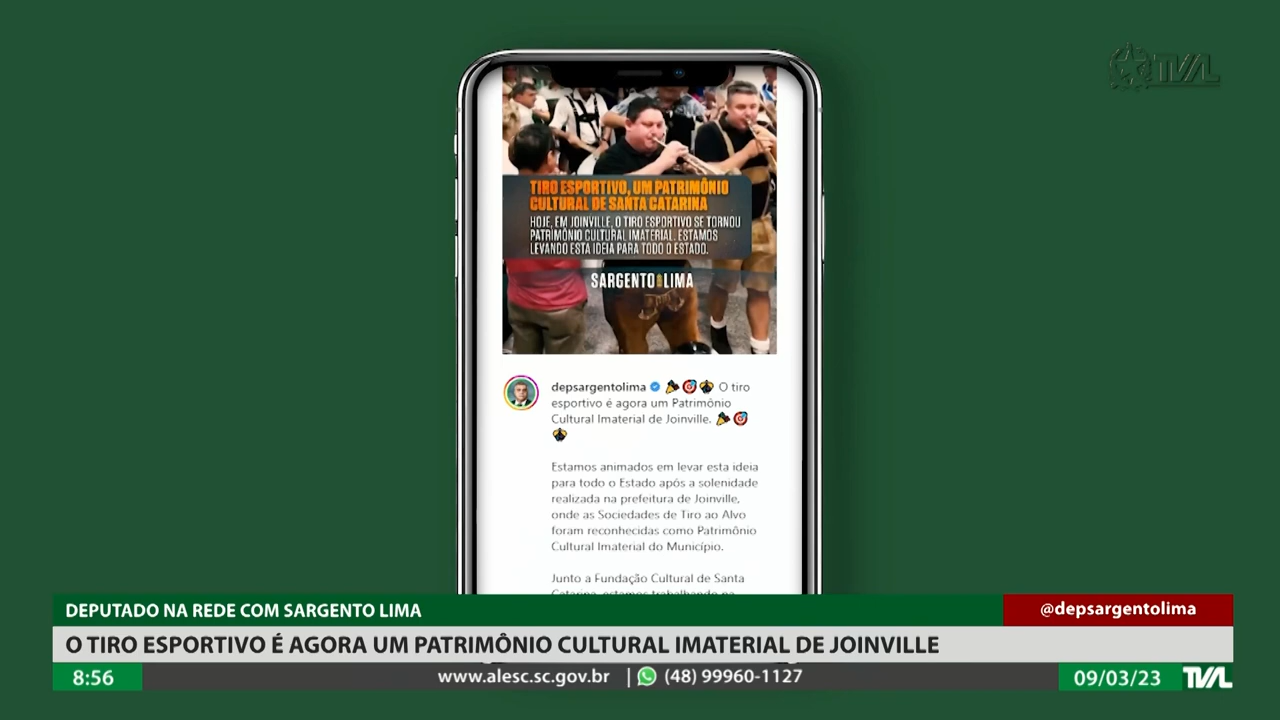 TVAL
TIRO ESPORTIVO, UM PATRIMÔNIO
CULTURAL DE SANTA CATARINA
HOJE, EM JOINVILLE, O TIRO ESPORTIVO SE TORNOU
PATRIMÔNIO CULTURAL IMATERIAL. ESTAMOS
LEVANDO ESTA IDEIA PARA TODO O ESTADO.
SARGENTO LIMA
depsargentolima 🎉🎯 O tiro
esportivo é agora um Patrimônio
Cultural Imaterial de Joinville. 🎉🎯
Estamos animados em levar esta ideia
para todo o Estado após a solenidade
realizada na prefeitura de Joinville,
onde as Sociedades de Tiro ao Alvo
foram reconhecidas como Patrimônio
Cultural Imaterial do Município.
Junto a Fundação Cultural de Santa
Catarina, estamos trabalhando na
DEPUTADO NA REDE COM SARGENTO LIMA
@depsargentolima
O TIRO ESPORTIVO É AGORA UM PATRIMÔNIO CULTURAL IMATERIAL DE JOINVILLE
8:56
www.alesc.sc.gov.br | (48) 99960-1127
09/03/23
TVAL